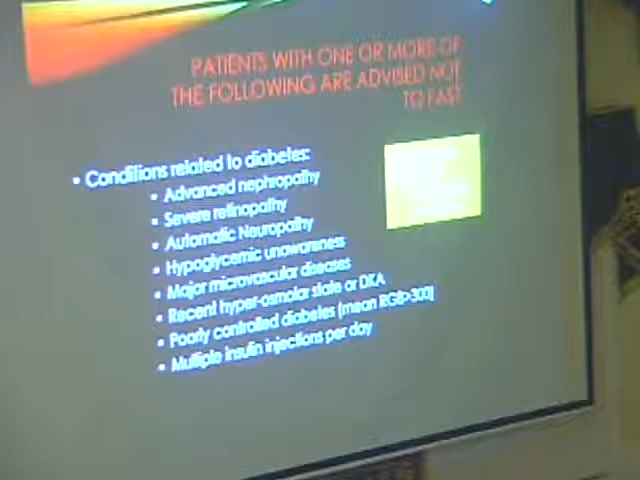 PATIENTS WITH ONE OR MORE OF
THE FOLLOWING ARE ADVISED NOT
TO FAST
• Conditions related to diabetes:
• Advanced nephropathy
• Severe retinopathy
• Automatic Neuropathy
• Hypoglycemic unawareness
• Major microvascular diseases
• Recent hyper-osmolar state or DKA
• Poorly controlled diabetes (mean RGB>300)
• Multiple insulin injections per day